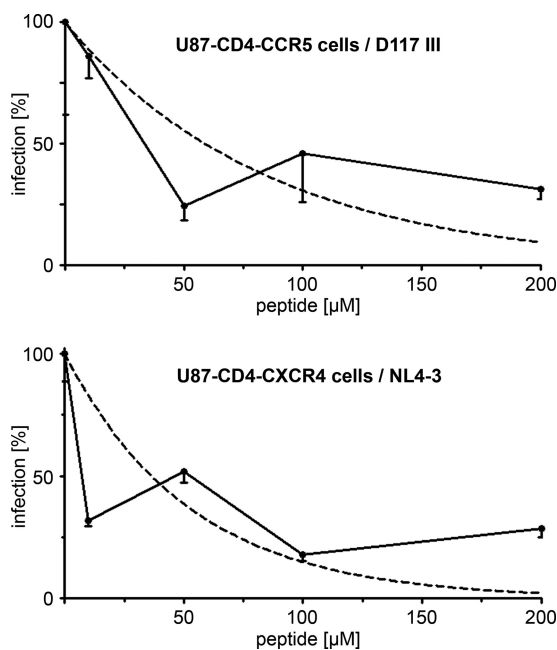 100
U87-CD4-CCR5 cells / D117 III
infection [%]
50
0
50
100
150
200
peptide [µM]
100
U87-CD4-CXCR4 cells / NL4-3
infection [%]
50
0
50
100
150
200
peptide [µM]